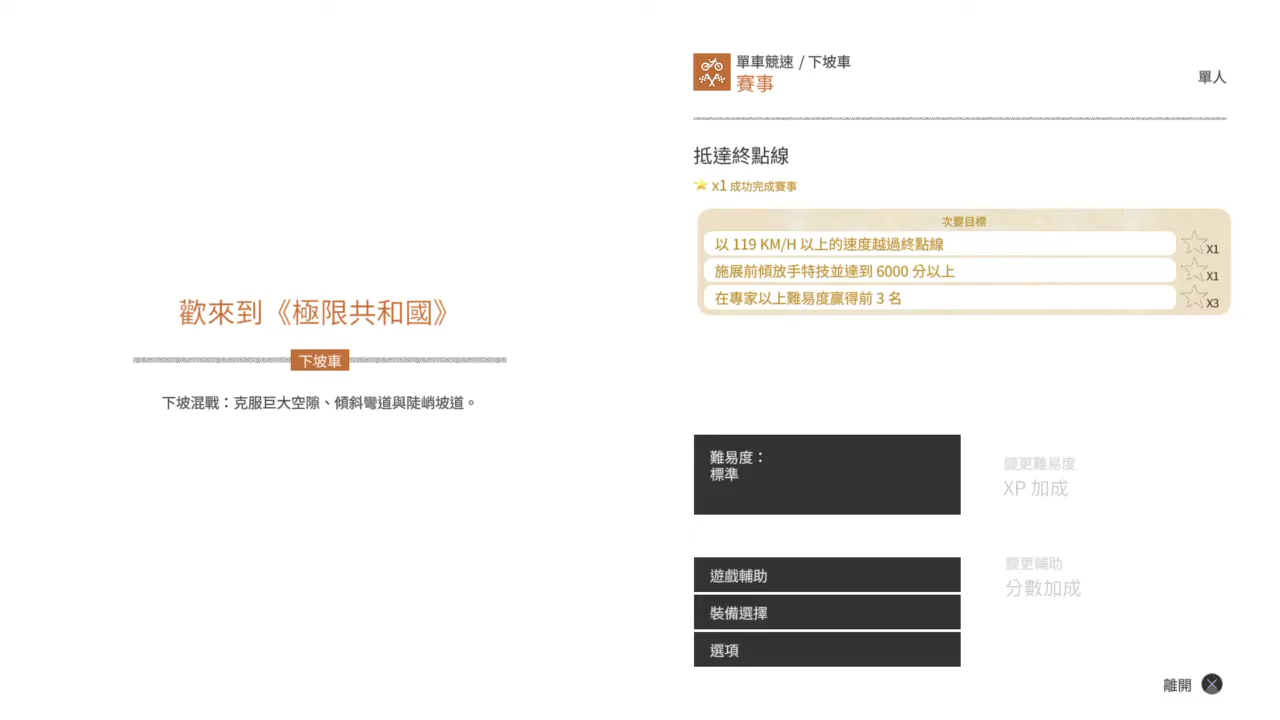 歡來到《極限共和國》
下坡車
下坡混戰：克服巨大空隙、傾斜彎道與陡峭坡道。
單車競速 / 下坡車
賽事
單人
抵達終點線
x1 成功完成賽事
次要目標
以 119 KM/H 以上的速度越過終點線
X1
施展前傾放手特技並達到 6000 分以上
X1
在專家以上難易度贏得前 3 名
X3
難易度：
標準
變更難易度
XP 加成
遊戲輔助
裝備選擇
選項
變更輔助
分數加成
離開